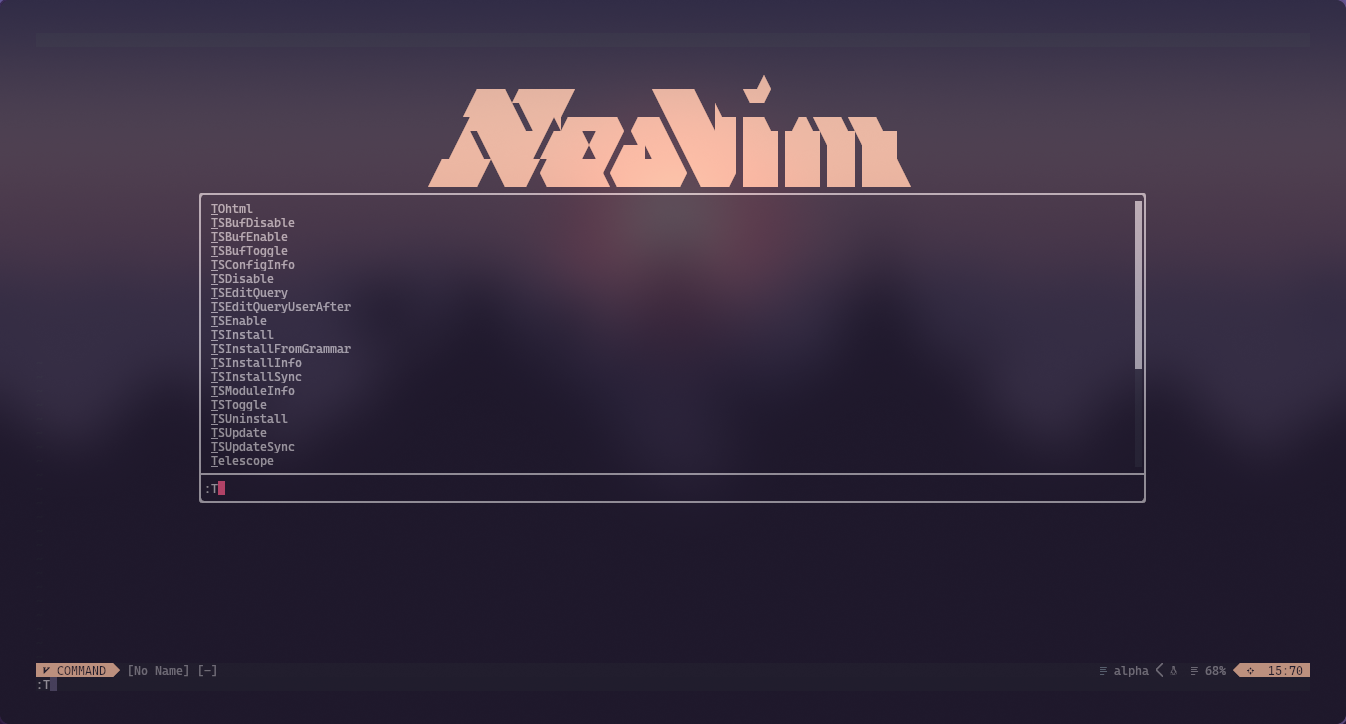 NeoVim
TOhtml
TSBufDisable
TSBufEnable
TSBufToggle
TSConfigInfo
TSDisable
TSEditQuery
TSEditQueryUserAfter
TSEnable
TSInstall
TSInstallFromGrammar
TSInstallInfo
TSInstallSync
TSModuleInfo
TSToggle
TSUninstall
TSUpdate
TSUpdateSync
Telescope
:T
COMMAND [No Name] [-] alpha 68% 15:70
:T